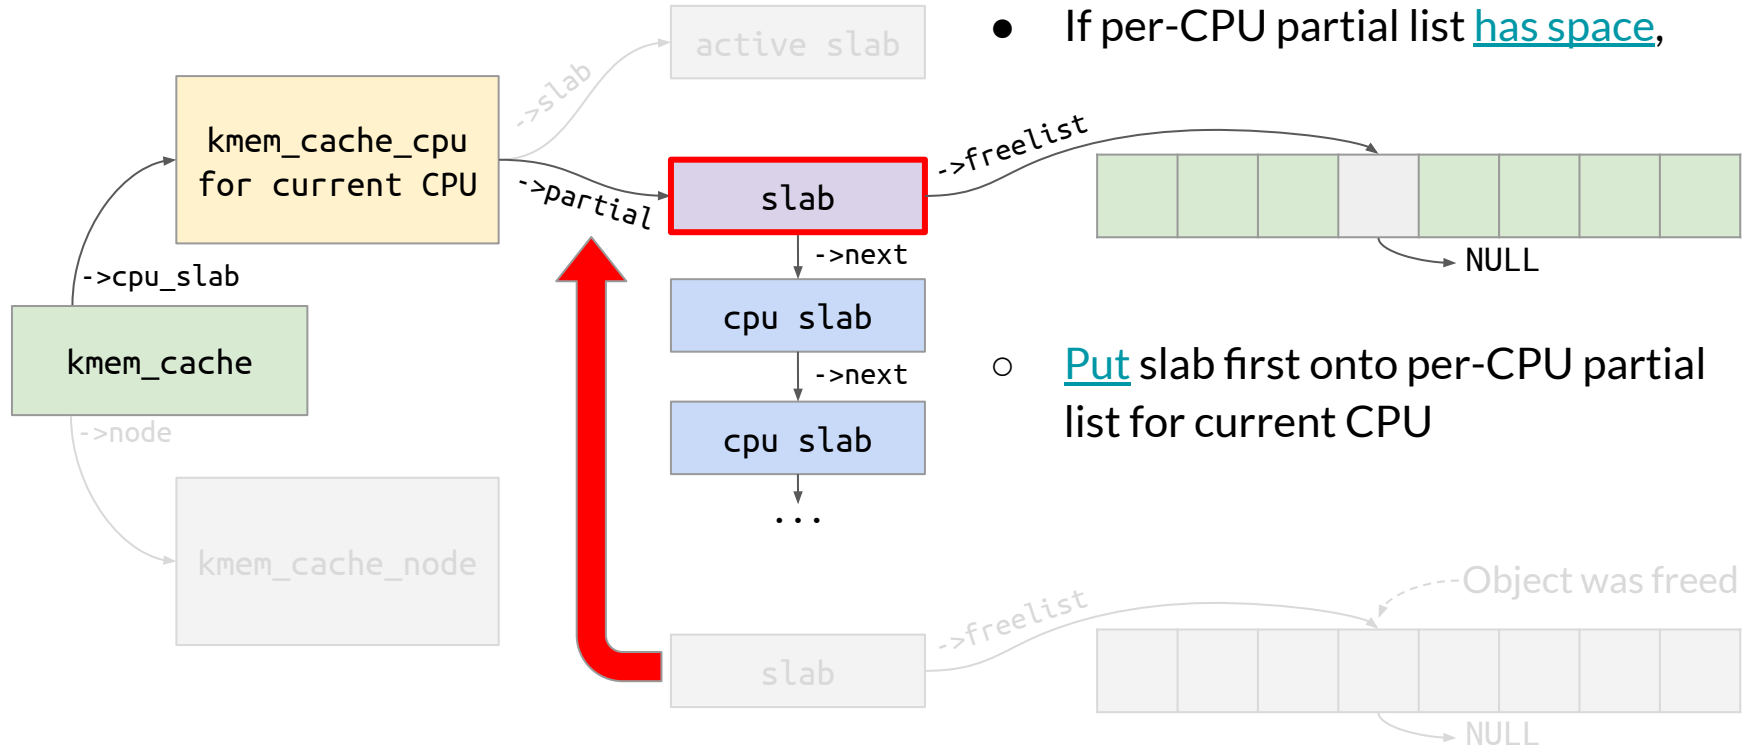 active slab
● If per-CPU partial list has space,
->slab
kmem_cache_cpu
for current CPU
->partial
slab
->freelist
NULL
->next
cpu slab
->next
cpu slab
...
->cpu_slab
kmem_cache
->node
kmem_cache_node
○ Put slab first onto per-CPU partial
list for current CPU
slab
->freelist
Object was freed
NULL